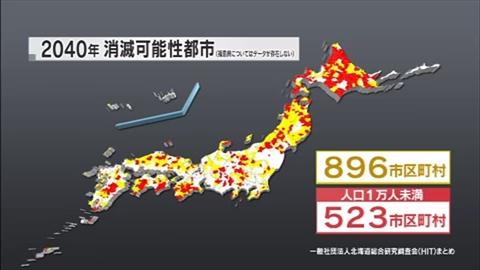 2040年 消滅可能性都市(福島県についてはデータが存在しない)
896市区町村
人口1万人未満
523市区町村
一般社団法人北海道総合研究調査会(HIT)まとめ